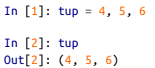 In [1]: tup = 4, 5, 6
In [2]: tup
Out[2]: (4, 5, 6)